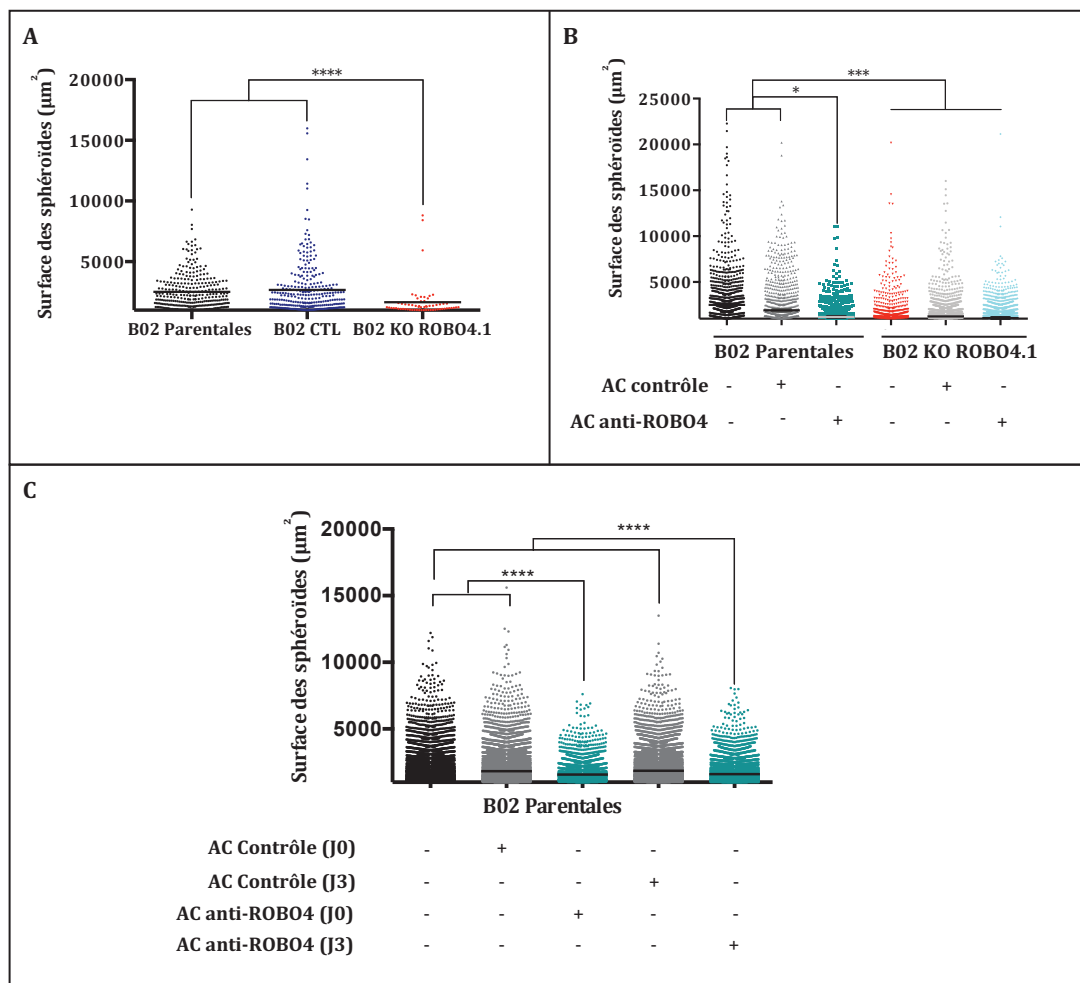 A
Surface des sphéroïdes (µm²)
20000
15000
10000
5000
****
B02 Parentales B02 CTL B02 KO ROBO4.1
B
Surface des sphéroïdes (µm²)
25000
20000
15000
10000
5000
***
*
B02 Parentales B02 KO ROBO4.1
AC contrôle - + - - + -
AC anti-ROBO4 - - + - - +
C
Surface des sphéroïdes (µm²)
20000
15000
10000
5000
****
****
B02 Parentales
AC Contrôle (J0) - + - - -
AC Contrôle (J3) - - - + -
AC anti-ROBO4 (J0) - - + - -
AC anti-ROBO4 (J3) - - - - +